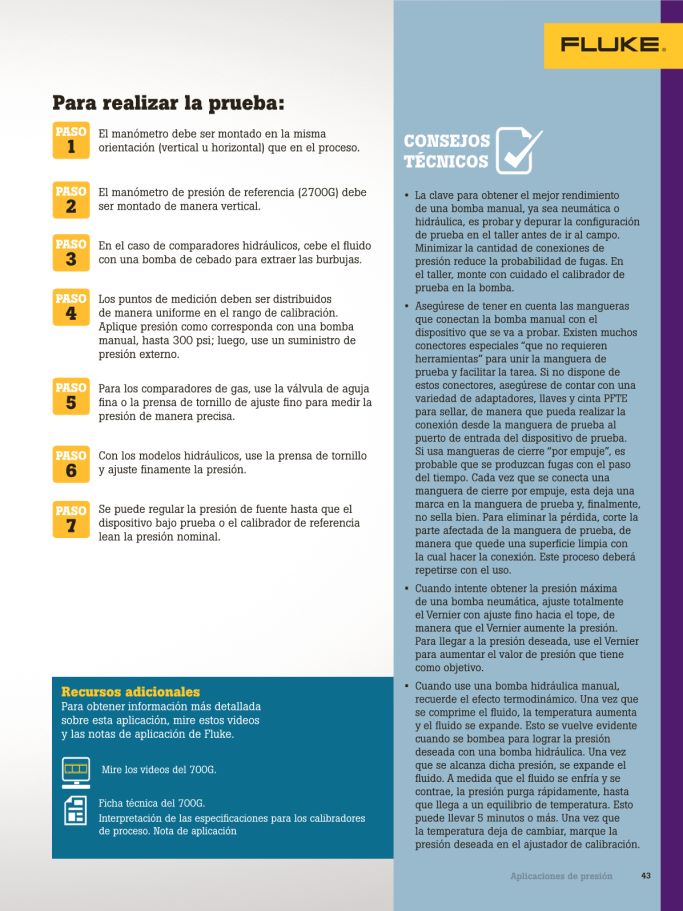 FLUKE®
Para realizar la prueba:
PASO 1
El manómetro debe ser montado en la misma
orientación (vertical u horizontal) que en el proceso.
PASO 2
El manómetro de presión de referencia (2700G) debe
ser montado de manera vertical.
PASO 3
En el caso de comparadores hidráulicos, cebe el fluido
con una bomba de cebado para extraer las burbujas.
PASO 4
Los puntos de medición deben ser distribuidos
de manera uniforme en el rango de calibración.
Aplique presión como corresponda con una bomba
manual, hasta 300 psi; luego, use un suministro de
presión externo.
PASO 5
Para los comparadores de gas, use la válvula de aguja
fina o la prensa de tornillo de ajuste fino para medir la
presión de manera precisa.
PASO 6
Con los modelos hidráulicos, use la prensa de tornillo
y ajuste finamente la presión.
PASO 7
Se puede regular la presión de fuente hasta que el
dispositivo bajo prueba o el calibrador de referencia
lean la presión nominal.
Recursos adicionales
Para obtener información más detallada
sobre esta aplicación, mire estos videos
y las notas de aplicación de Fluke.
Mire los videos del 700G.
Ficha técnica del 700G.
Interpretación de las especificaciones para los calibradores
de proceso. Nota de aplicación
CONSEJOS
TÉCNICOS
• La clave para obtener el mejor rendimiento
de una bomba manual, ya sea neumática o
hidráulica, es probar y depurar la configuración
de prueba en el taller antes de ir al campo.
Minimizar la cantidad de conexiones de
presión reduce la probabilidad de fugas. En
el taller, monte con cuidado el calibrador de
prueba en la bomba.
• Asegúrese de tener en cuenta las mangueras
que conectan la bomba manual con el
dispositivo que se va a probar. Existen muchos
conectores especiales “que no requieren
herramientas” para unir la manguera de
prueba y facilitar la tarea. Si no dispone de
estos conectores, asegúrese de contar con una
variedad de adaptadores, llaves y cinta PFTE
para sellar, de manera que pueda realizar la
conexión desde la manguera de prueba al
puerto de entrada del dispositivo de prueba.
Si usa mangueras de cierre “por empuje”, es
probable que se produzcan fugas con el paso
del tiempo. Cada vez que se conecta una
manguera de cierre por empuje, esta deja una
marca en la manguera de prueba y, finalmente,
no sella bien. Para eliminar la pérdida, corte la
parte afectada de la manguera de prueba, de
manera que quede una superficie limpia con
la cual hacer la conexión. Este proceso deberá
repetirse con el uso.
• Cuando intente obtener la presión máxima
de una bomba neumática, ajuste totalmente
el Vernier con ajuste fino hacia el tope, de
manera que el Vernier aumente la presión.
Para llegar a la presión deseada, use el Vernier
para aumentar el valor de presión que tiene
como objetivo.
• Cuando use una bomba hidráulica manual,
recuerde el efecto termodinámico. Una vez que
se comprime el fluido, la temperatura aumenta
y el fluido se expande. Esto se vuelve evidente
cuando se bombea para lograr la presión
deseada con una bomba hidráulica. Una vez
que se alcanza dicha presión, se expande el
fluido. A medida que el fluido se enfría y se
contrae, la presión purga rápidamente, hasta
que llega a un equilibrio de temperatura. Esto
puede llevar 5 minutos o más. Una vez que
la temperatura deja de cambiar, marque la
presión deseada en el ajustador de calibración.
Aplicaciones de presión 43